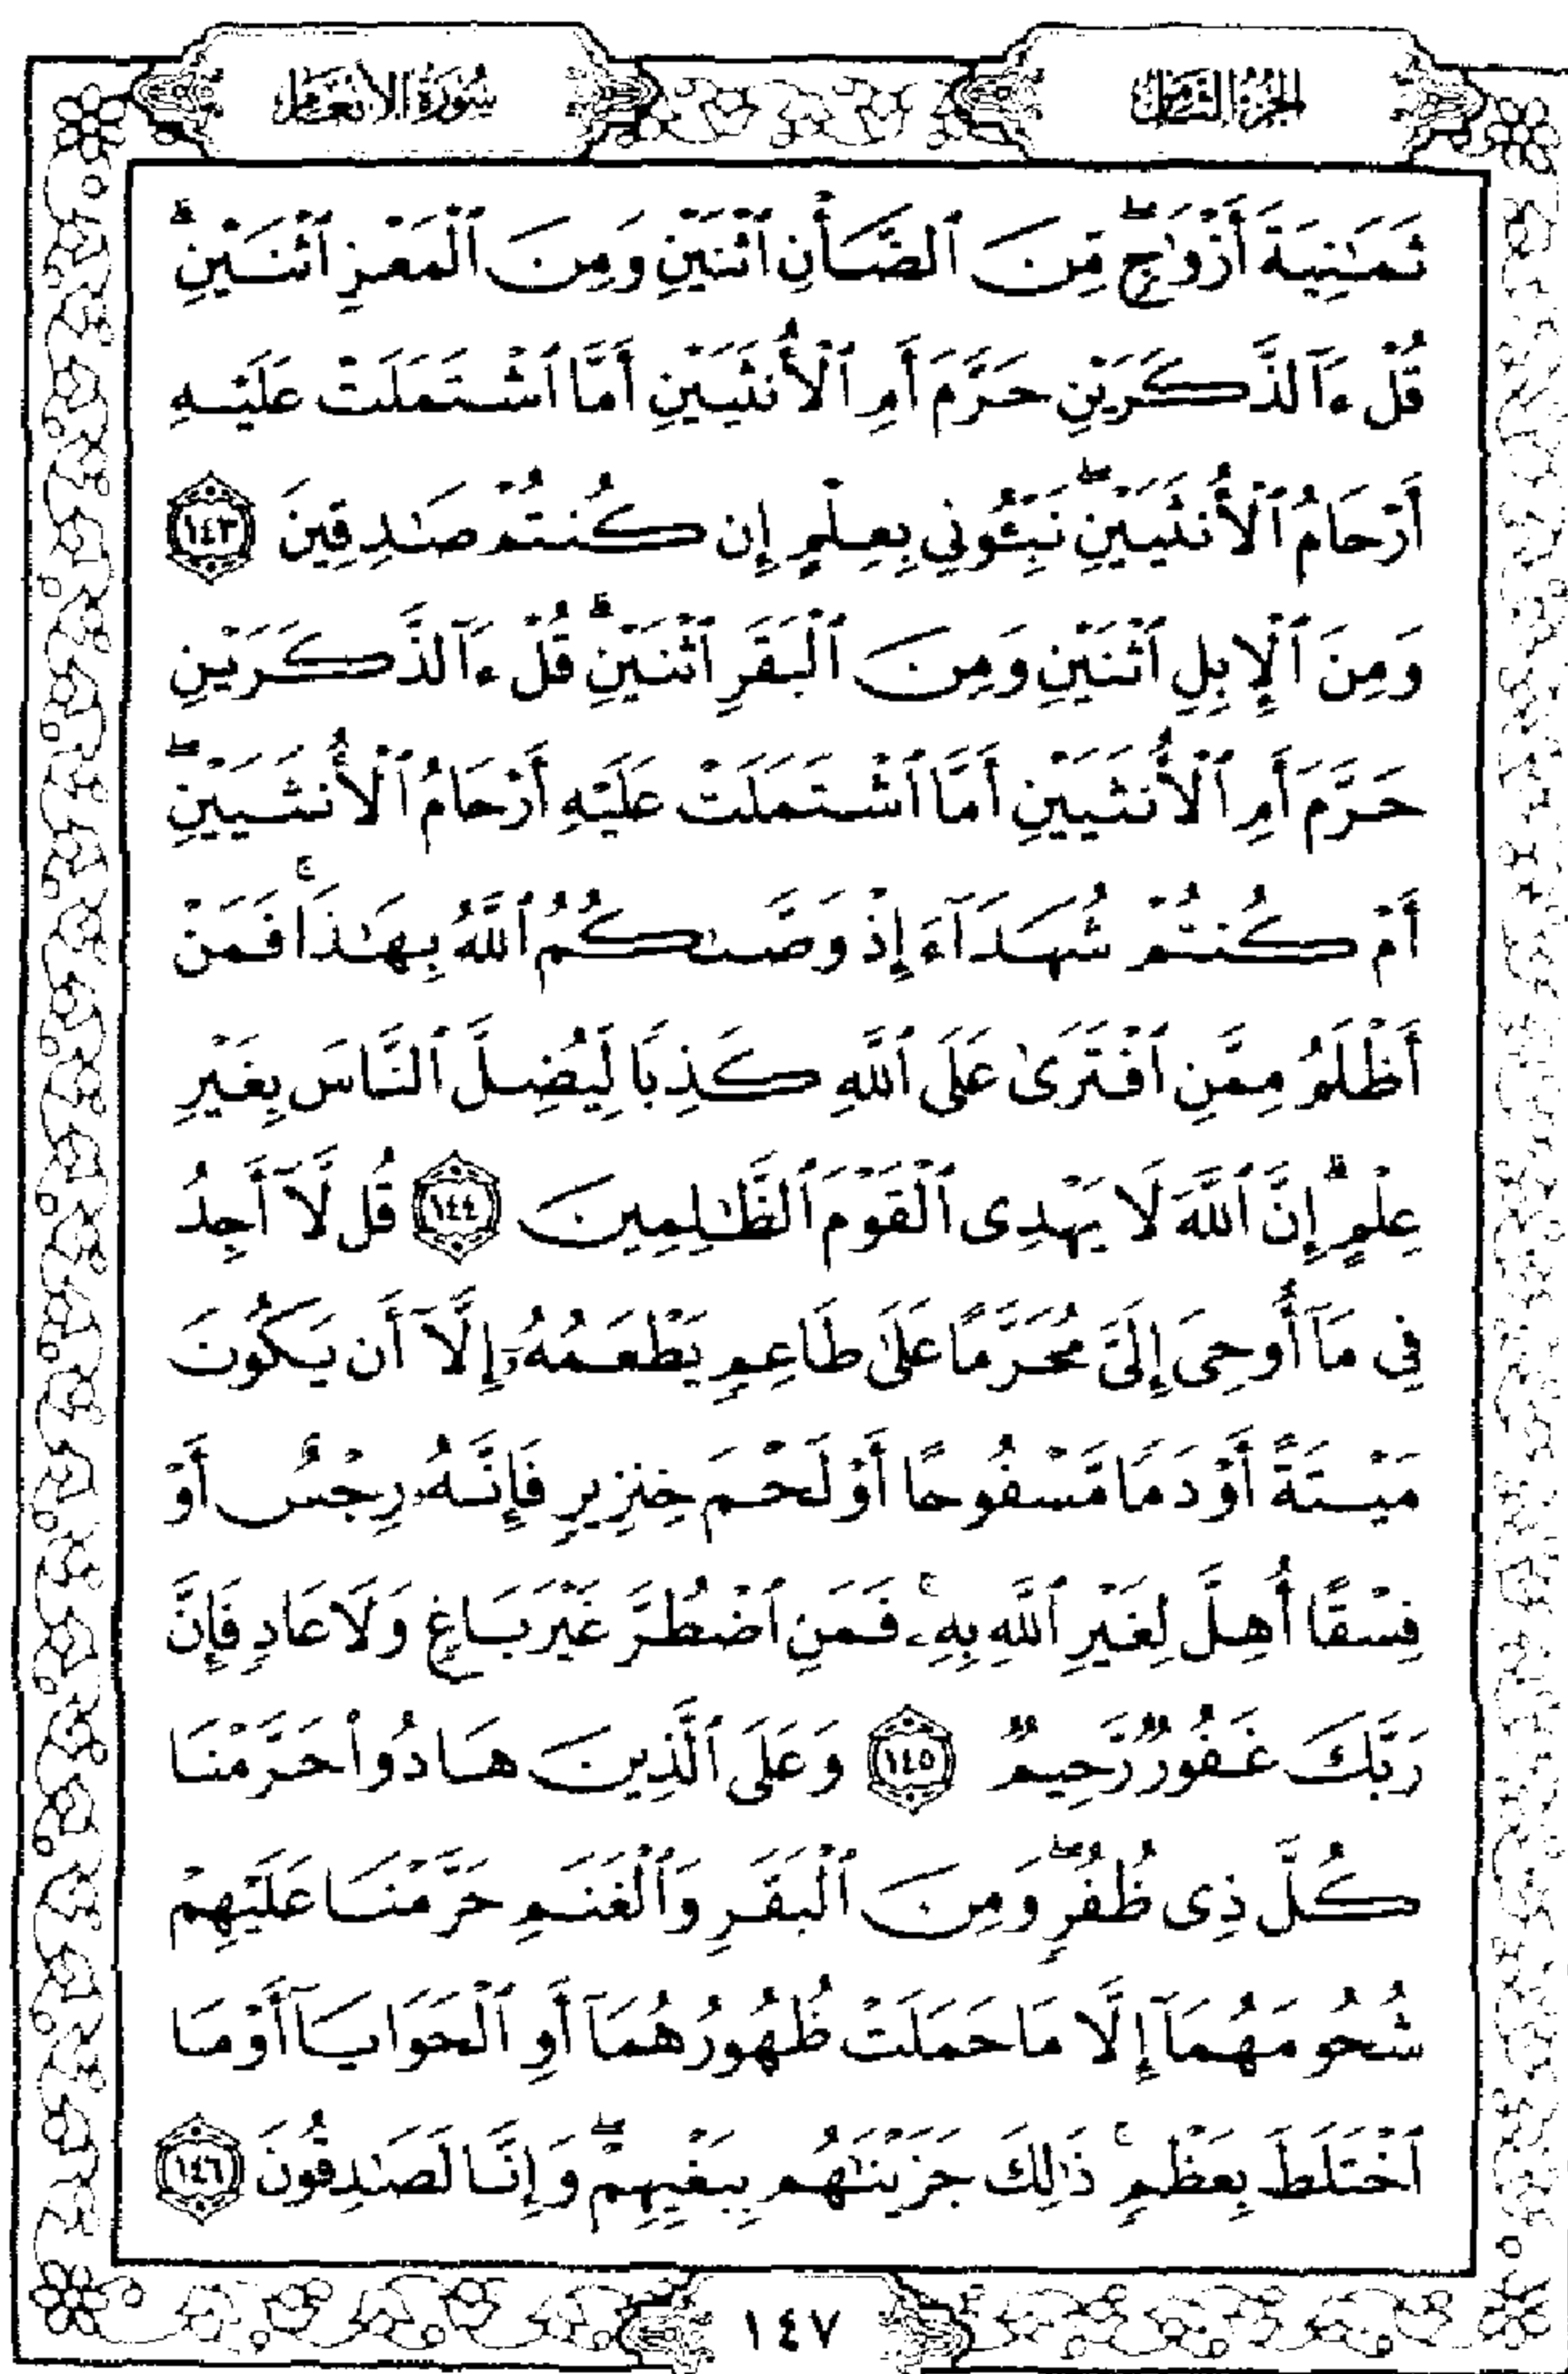 الجزء الثامن
سورة الأنعام
ثَمَـٰنِيَةَ أَزْوَٰجٍۖ مِّنَ ٱلضَّأْنِ ٱثْنَيْنِ وَمِنَ ٱلْمَعْزِ ٱثْنَيْنِۗ
قُلْ ءَآلذَّكَرَيْنِ حَرَّمَ أَمِ ٱلْأُنثَيَيْنِ أَمَّا ٱشْتَمَلَتْ عَلَيْهِ
أَرْحَامُ ٱلْأُنثَيَيْنِۖ نَبِّـُٔونِي بِعِلْمٍ إِن كُنتُمْ صَـٰدِقِينَ ١٤٣
وَمِنَ ٱلْإِبِلِ ٱثْنَيْنِ وَمِنَ ٱلْبَقَرِ ٱثْنَيْنِۗ قُلْ ءَآلذَّكَرَيْنِ
حَرَّمَ أَمِ ٱلْأُنثَيَيْنِ أَمَّا ٱشْتَمَلَتْ عَلَيْهِ أَرْحَامُ ٱلْأُنثَيَيْنِۖ
أَمْ كُنتُمْ شُهَدَآءَ إِذْ وَصَّىٰكُمُ ٱللَّهُ بِهَـٰذَاۚ فَمَنْ
أَظْلَمُ مِمَّنِ ٱفْتَرَىٰ عَلَى ٱللَّهِ كَذِبًا لِّيُضِلَّ ٱلنَّاسَ بِغَيْرِ
عِلْمٍۗ إِنَّ ٱللَّهَ لَا يَهْدِى ٱلْقَوْمَ ٱلظَّـٰلِمِينَ ١٤٤ قُل لَّآ أَجِدُ
فِي مَآ أُوحِىَ إِلَىَّ مُحَرَّمًا عَلَىٰ طَاعِمٍ يَطْعَمُهُۥٓ إِلَّآ أَن يَكُونَ
مَيْتَةً أَوْ دَمًا مَّسْفُوحًا أَوْ لَحْمَ خِنزِيرٍ فَإِنَّهُۥ رِجْسٌ أَوْ
فِسْقًا أُهِلَّ لِغَيْرِ ٱللَّهِ بِهِۦۚ فَمَنِ ٱضْطُرَّ غَيْرَ بَاغٍ وَلَا عَادٍ فَإِنَّ
رَبَّكَ غَفُورٌ رَّحِيمٌ ١٤٥ وَعَلَى ٱلَّذِينَ هَادُوا۟ حَرَّمْنَا
كُلَّ ذِى ظُفُرٍۖ وَمِنَ ٱلْبَقَرِ وَٱلْغَنَمِ حَرَّمْنَا عَلَيْهِمْ
شُحُومَهُمَآ إِلَّا مَا حَمَلَتْ ظُهُورُهُمَآ أَوِ ٱلْحَوَايَآ أَوْ مَا
ٱخْتَلَطَ بِعَظْمٍۚ ذَٰلِكَ جَزَيْنَـٰهُم بِبَغْيِهِمْۖ وَإِنَّا لَصَـٰدِقُونَ ١٤٦
١٤٧